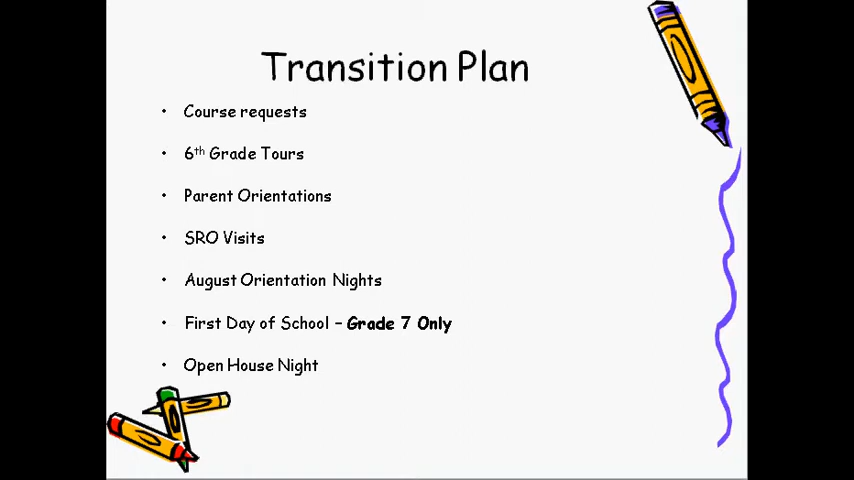 Transition Plan
• Course requests
• 6th Grade Tours
• Parent Orientations
• SRO Visits
• August Orientation Nights
• First Day of School – Grade 7 Only
• Open House Night